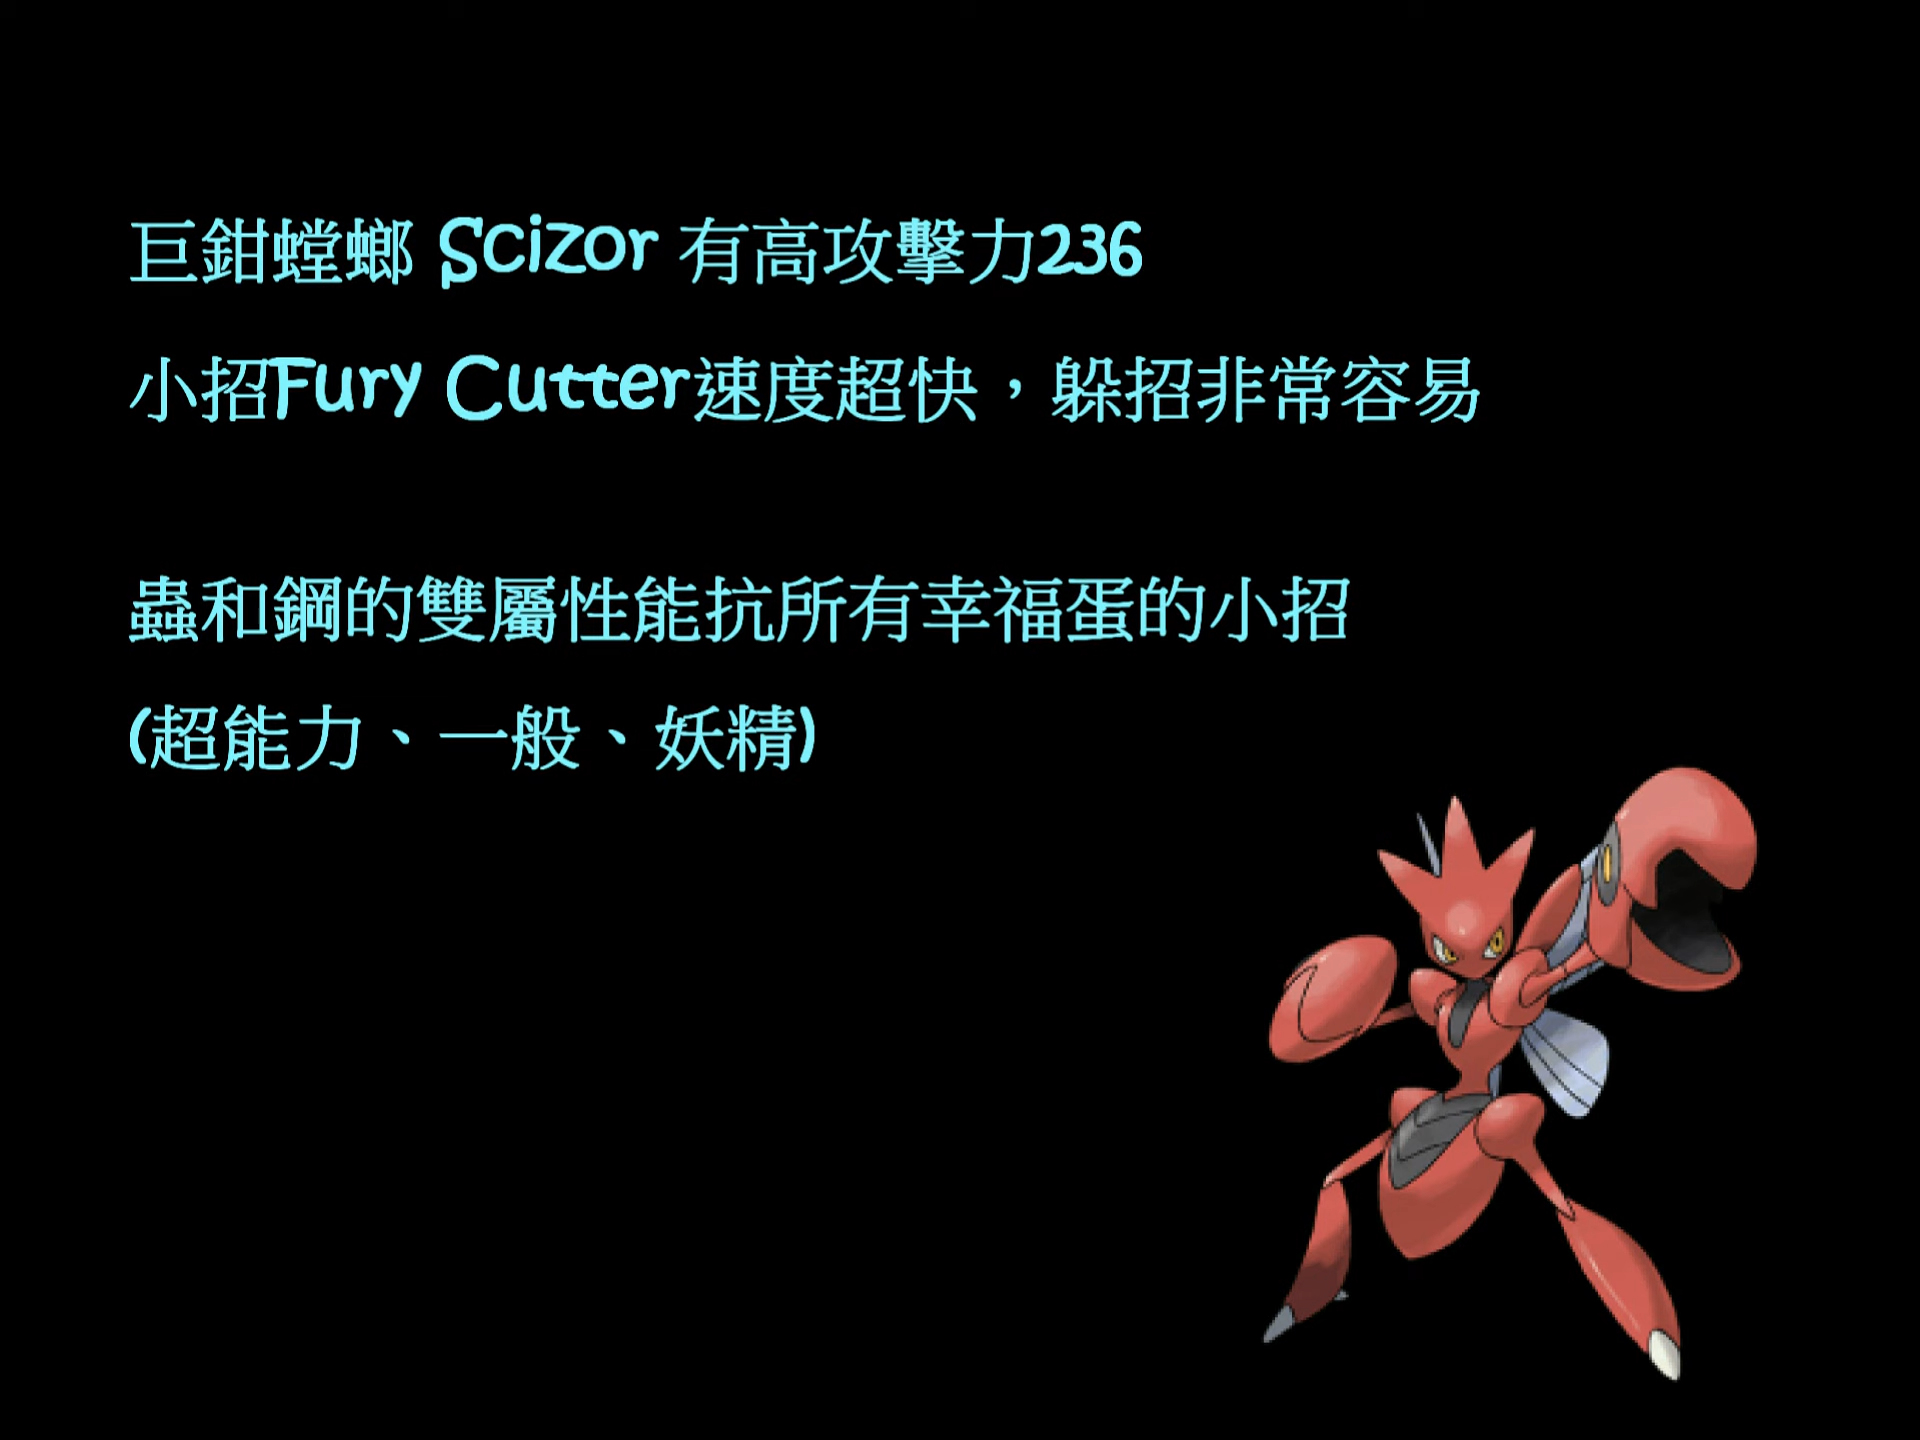 巨鉗螳螂 Scizor 有高攻擊力236
小招Fury Cutter速度超快，躲招非常容易
蟲和鋼的雙屬性能抗所有幸福蛋的小招
(超能力、一般、妖精)